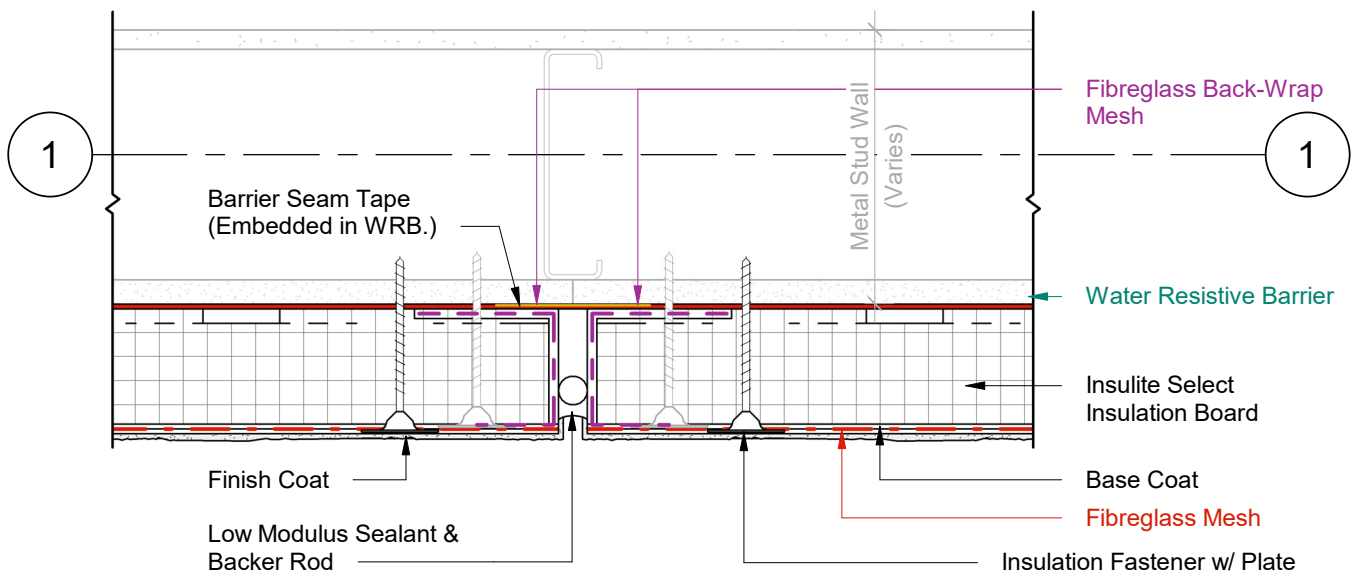 Fibreglass Back-Wrap
Mesh
1
1
Metal Stud Wall
(Varies)
Barrier Seam Tape
(Embedded in WRB.)
Water Resistive Barrier
Insulite Select
Insulation Board
Finish Coat
Base Coat
Fibreglass Mesh
Low Modulus Sealant &
Backer Rod
Insulation Fastener w/ Plate